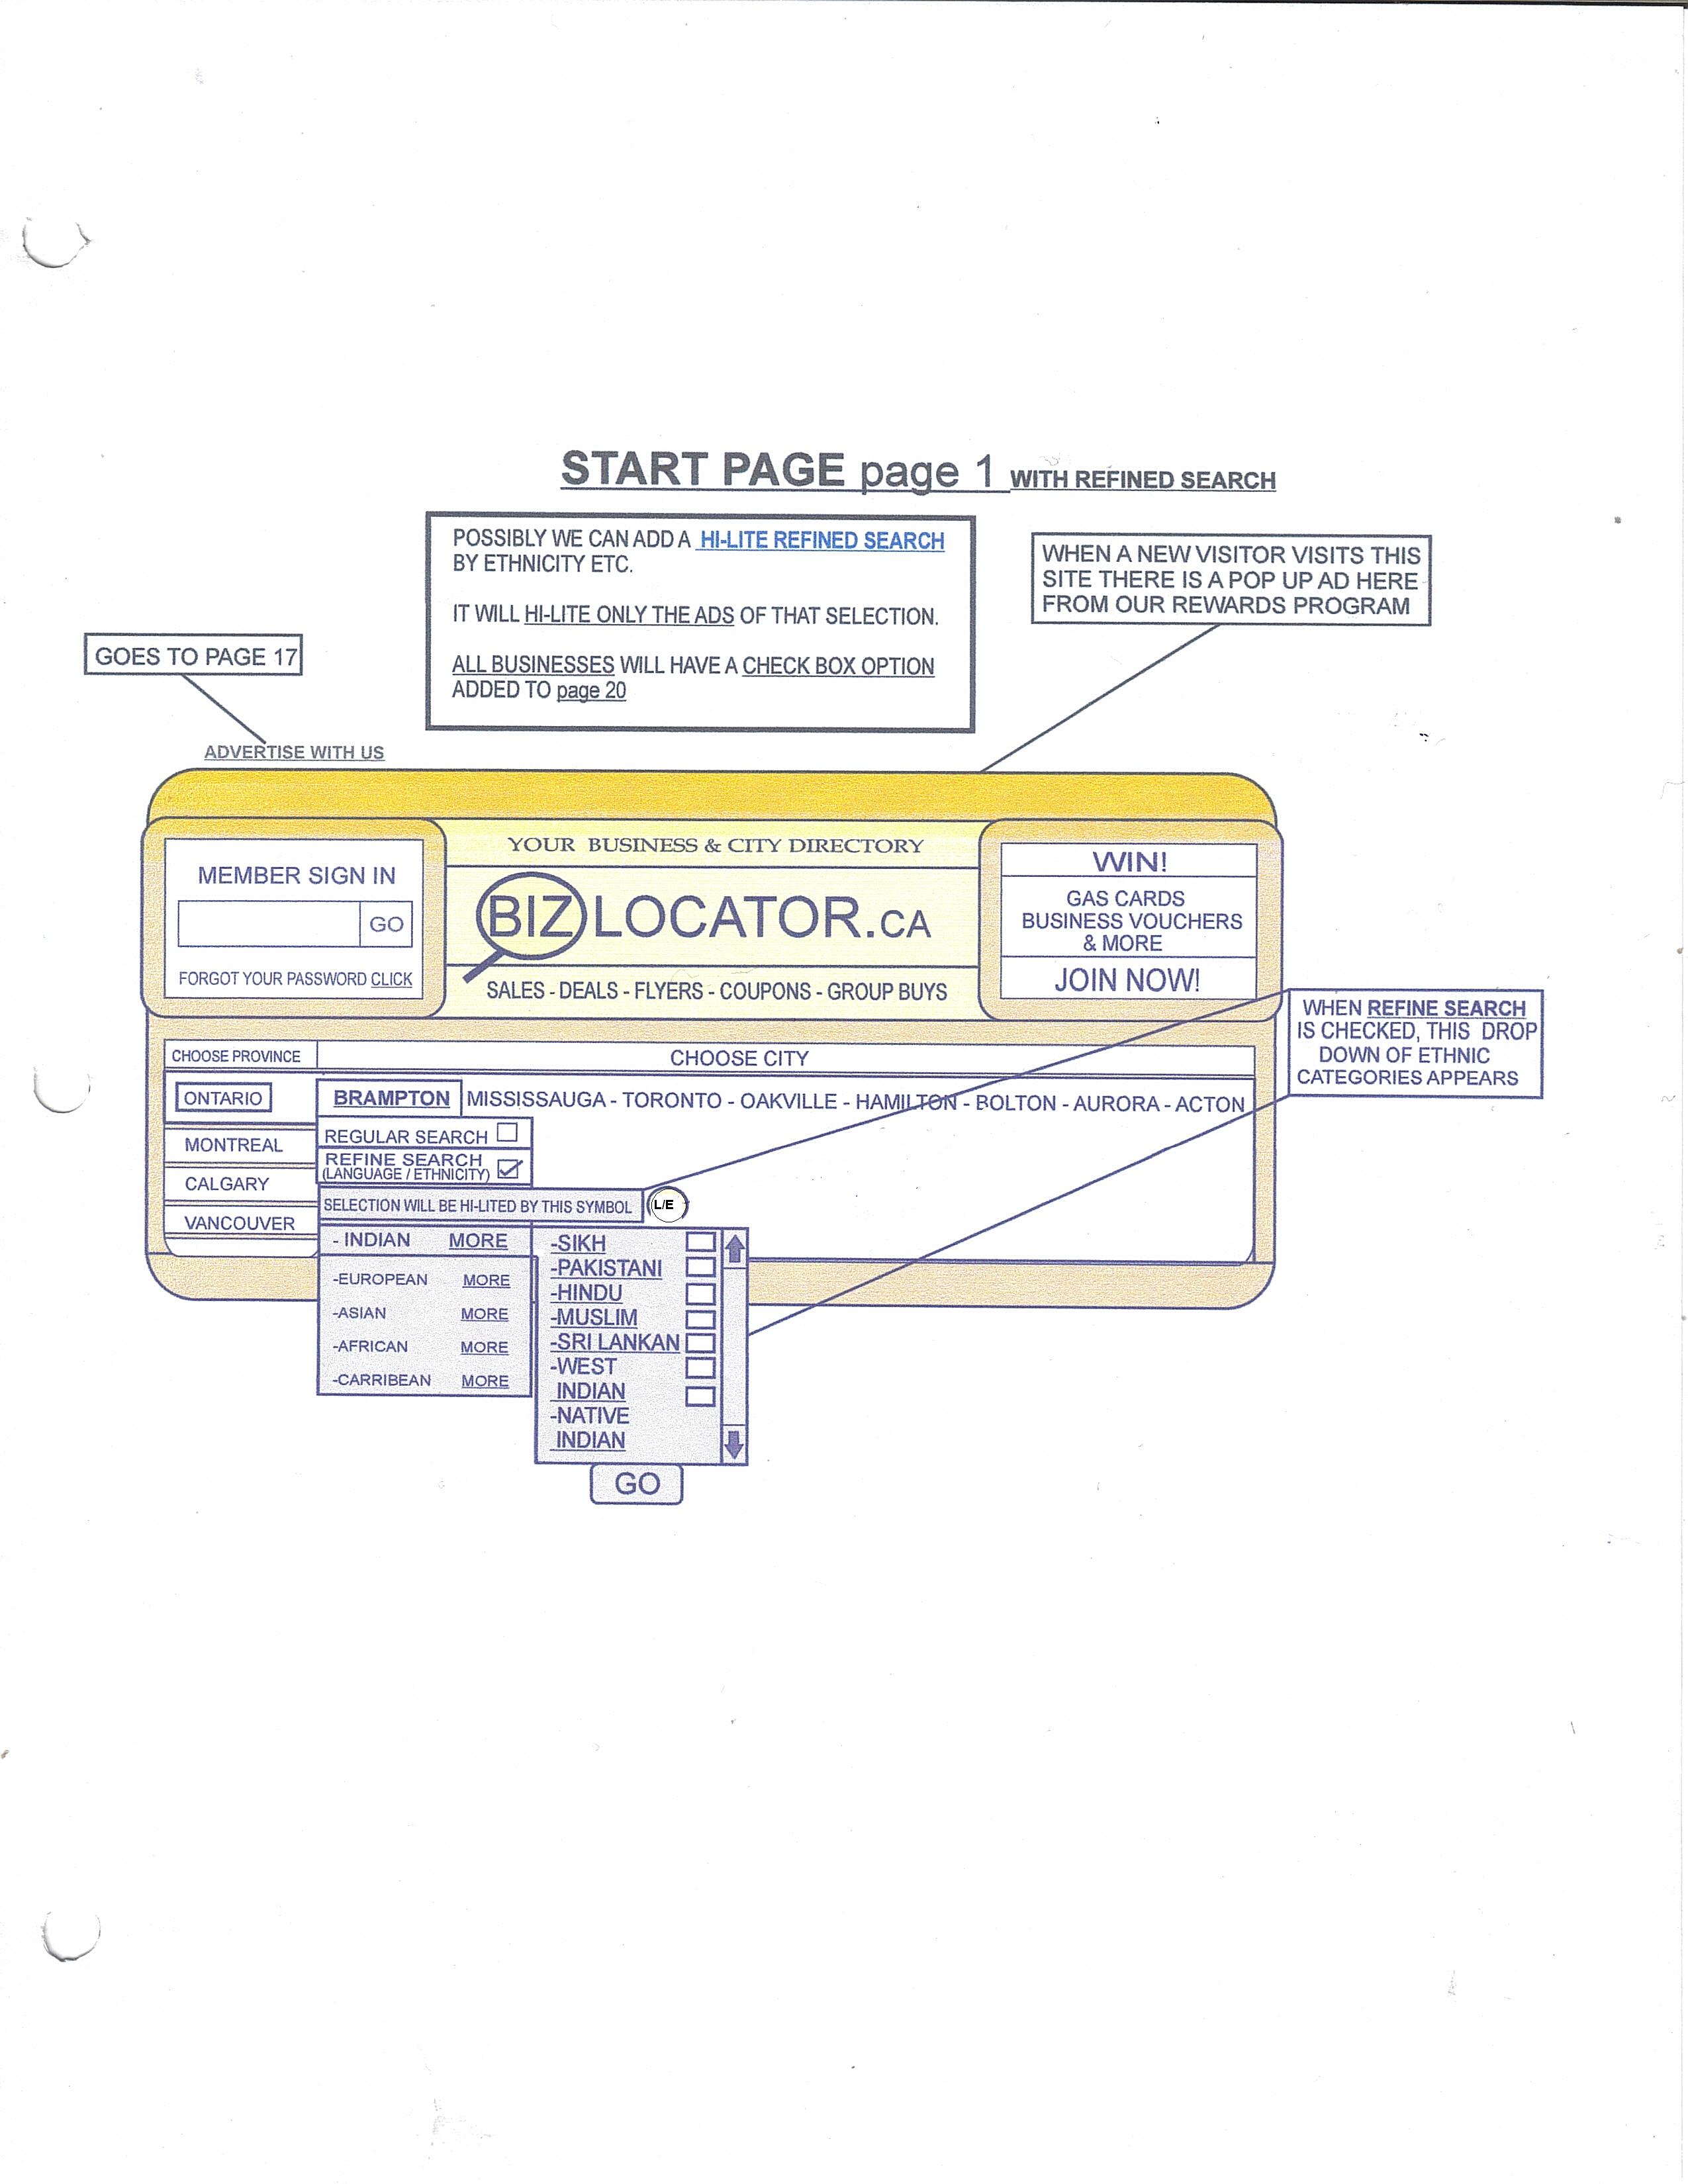 START PAGE page 1 WITH REFINED SEARCH
POSSIBLY WE CAN ADD A HI-LITE REFINED SEARCH
BY ETHNICITY ETC.
IT WILL HI-LITE ONLY THE ADS OF THAT SELECTION.
ALL BUSINESSES WILL HAVE A CHECK BOX OPTION
ADDED TO page 20
WHEN A NEW VISITOR VISITS THIS
SITE THERE IS A POP UP AD HERE
FROM OUR REWARDS PROGRAM
GOES TO PAGE 17
ADVERTISE WITH US
MEMBER SIGN IN
GO
FORGOT YOUR PASSWORD CLICK
YOUR BUSINESS & CITY DIRECTORY
BIZLOCATOR.CA
SALES - DEALS - FLYERS - COUPONS - GROUP BUYS
WIN!
GAS CARDS
BUSINESS VOUCHERS
& MORE
JOIN NOW!
WHEN REFINE SEARCH
IS CHECKED, THIS DROP
DOWN OF ETHNIC
CATEGORIES APPEARS
CHOOSE PROVINCE
CHOOSE CITY
ONTARIO
BRAMPTON MISSISSAUGA - TORONTO - OAKVILLE - HAMILTON - BOLTON - AURORA - ACTON
MONTREAL
CALGARY
VANCOUVER
REGULAR SEARCH
REFINE SEARCH
(LANGUAGE / ETHNICITY)
SELECTION WILL BE HI-LITED BY THIS SYMBOL
L/E
- INDIAN MORE
-EUROPEAN MORE
-ASIAN MORE
-AFRICAN MORE
-CARRIBEAN MORE
-SIKH
-PAKISTANI
-HINDU
-MUSLIM
-SRI LANKAN
-WEST
INDIAN
-NATIVE
INDIAN
GO